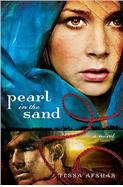 pearl
in the
sand
a novel
TESSA AFSHAR